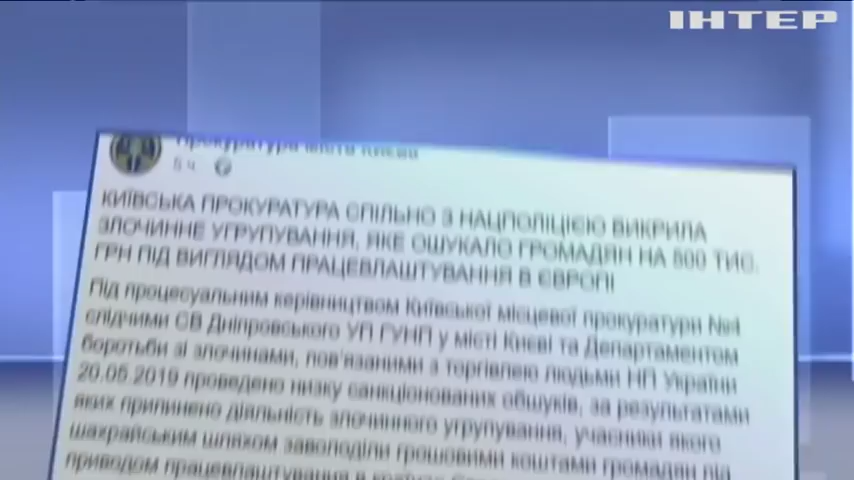 ІНТЕР
Прокуратура міста Києва
5 ч
КИЇВСЬКА ПРОКУРАТУРА СПІЛЬНО З НАЦПОЛІЦІЄЮ ВИКРИЛА
ЗЛОЧИННЕ УГРУПУВАННЯ, ЯКЕ ОШУКАЛО ГРОМАДЯН НА 500 ТИС.
ГРН ПІД ВИГЛЯДОМ ПРАЦЕВЛАШТУВАННЯ В ЄВРОПІ
Під процесуальним керівництвом Київської місцевої прокуратури №4
слідчими СВ Дніпровського УП ГУНП у місті Києві та Департаментом
боротьби зі злочинами, пов'язаними з торгівлею людьми НП України
20.05.2019 проведено низку санкціонованих обшуків, за результатами
яких припинено діяльність злочинного угрупування, учасники якого
шахрайським шляхом заволоділи грошовими коштами громадян під
приводом працевлаштування в